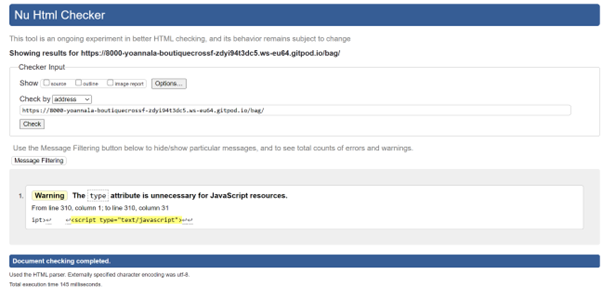 Nu Html Checker
This tool is an ongoing experiment in better HTML checking, and its behavior remains subject to change
Showing results for https://8000-yoannala-boutiquecrossf-zdyi94t3dc5.ws-eu64.gitpod.io/bag/
Checker Input
Show source outline image report Options...
Check by address
https://8000-yoannala-boutiquecrossf-zdyi94t3dc5.ws-eu64.gitpod.io/bag/
Check
Use the Message Filtering button below to hide/show particular messages, and to see total counts of errors and warnings.
Message Filtering
1. Warning The type attribute is unnecessary for JavaScript resources.
From line 310, column 1; to line 310, column 31
ipt>↩ ↩<script type="text/javascript">↩↩
Document checking completed.
Used the HTML parser. Externally specified character encoding was utf-8.
Total execution time 145 milliseconds.